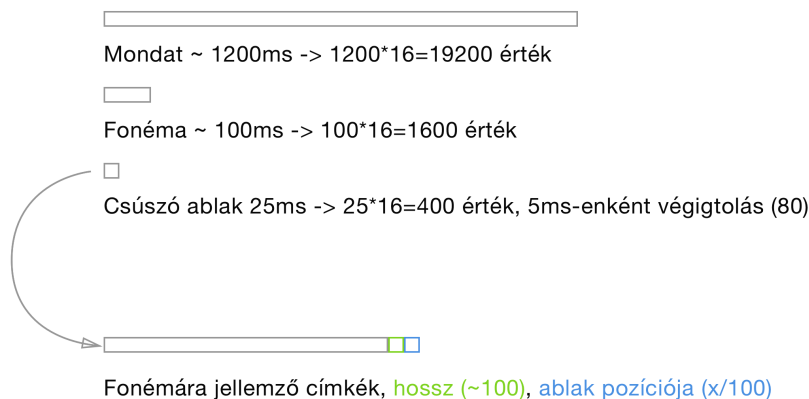 Mondat ~ 1200ms -> 1200*16=19200 érték
Fonéma ~ 100ms -> 100*16=1600 érték
Csúszó ablak 25ms -> 25*16=400 érték, 5ms-enként végigtolás (80)
Fonémára jellemző címkék, hossz (~100), ablak pozíciója (x/100)